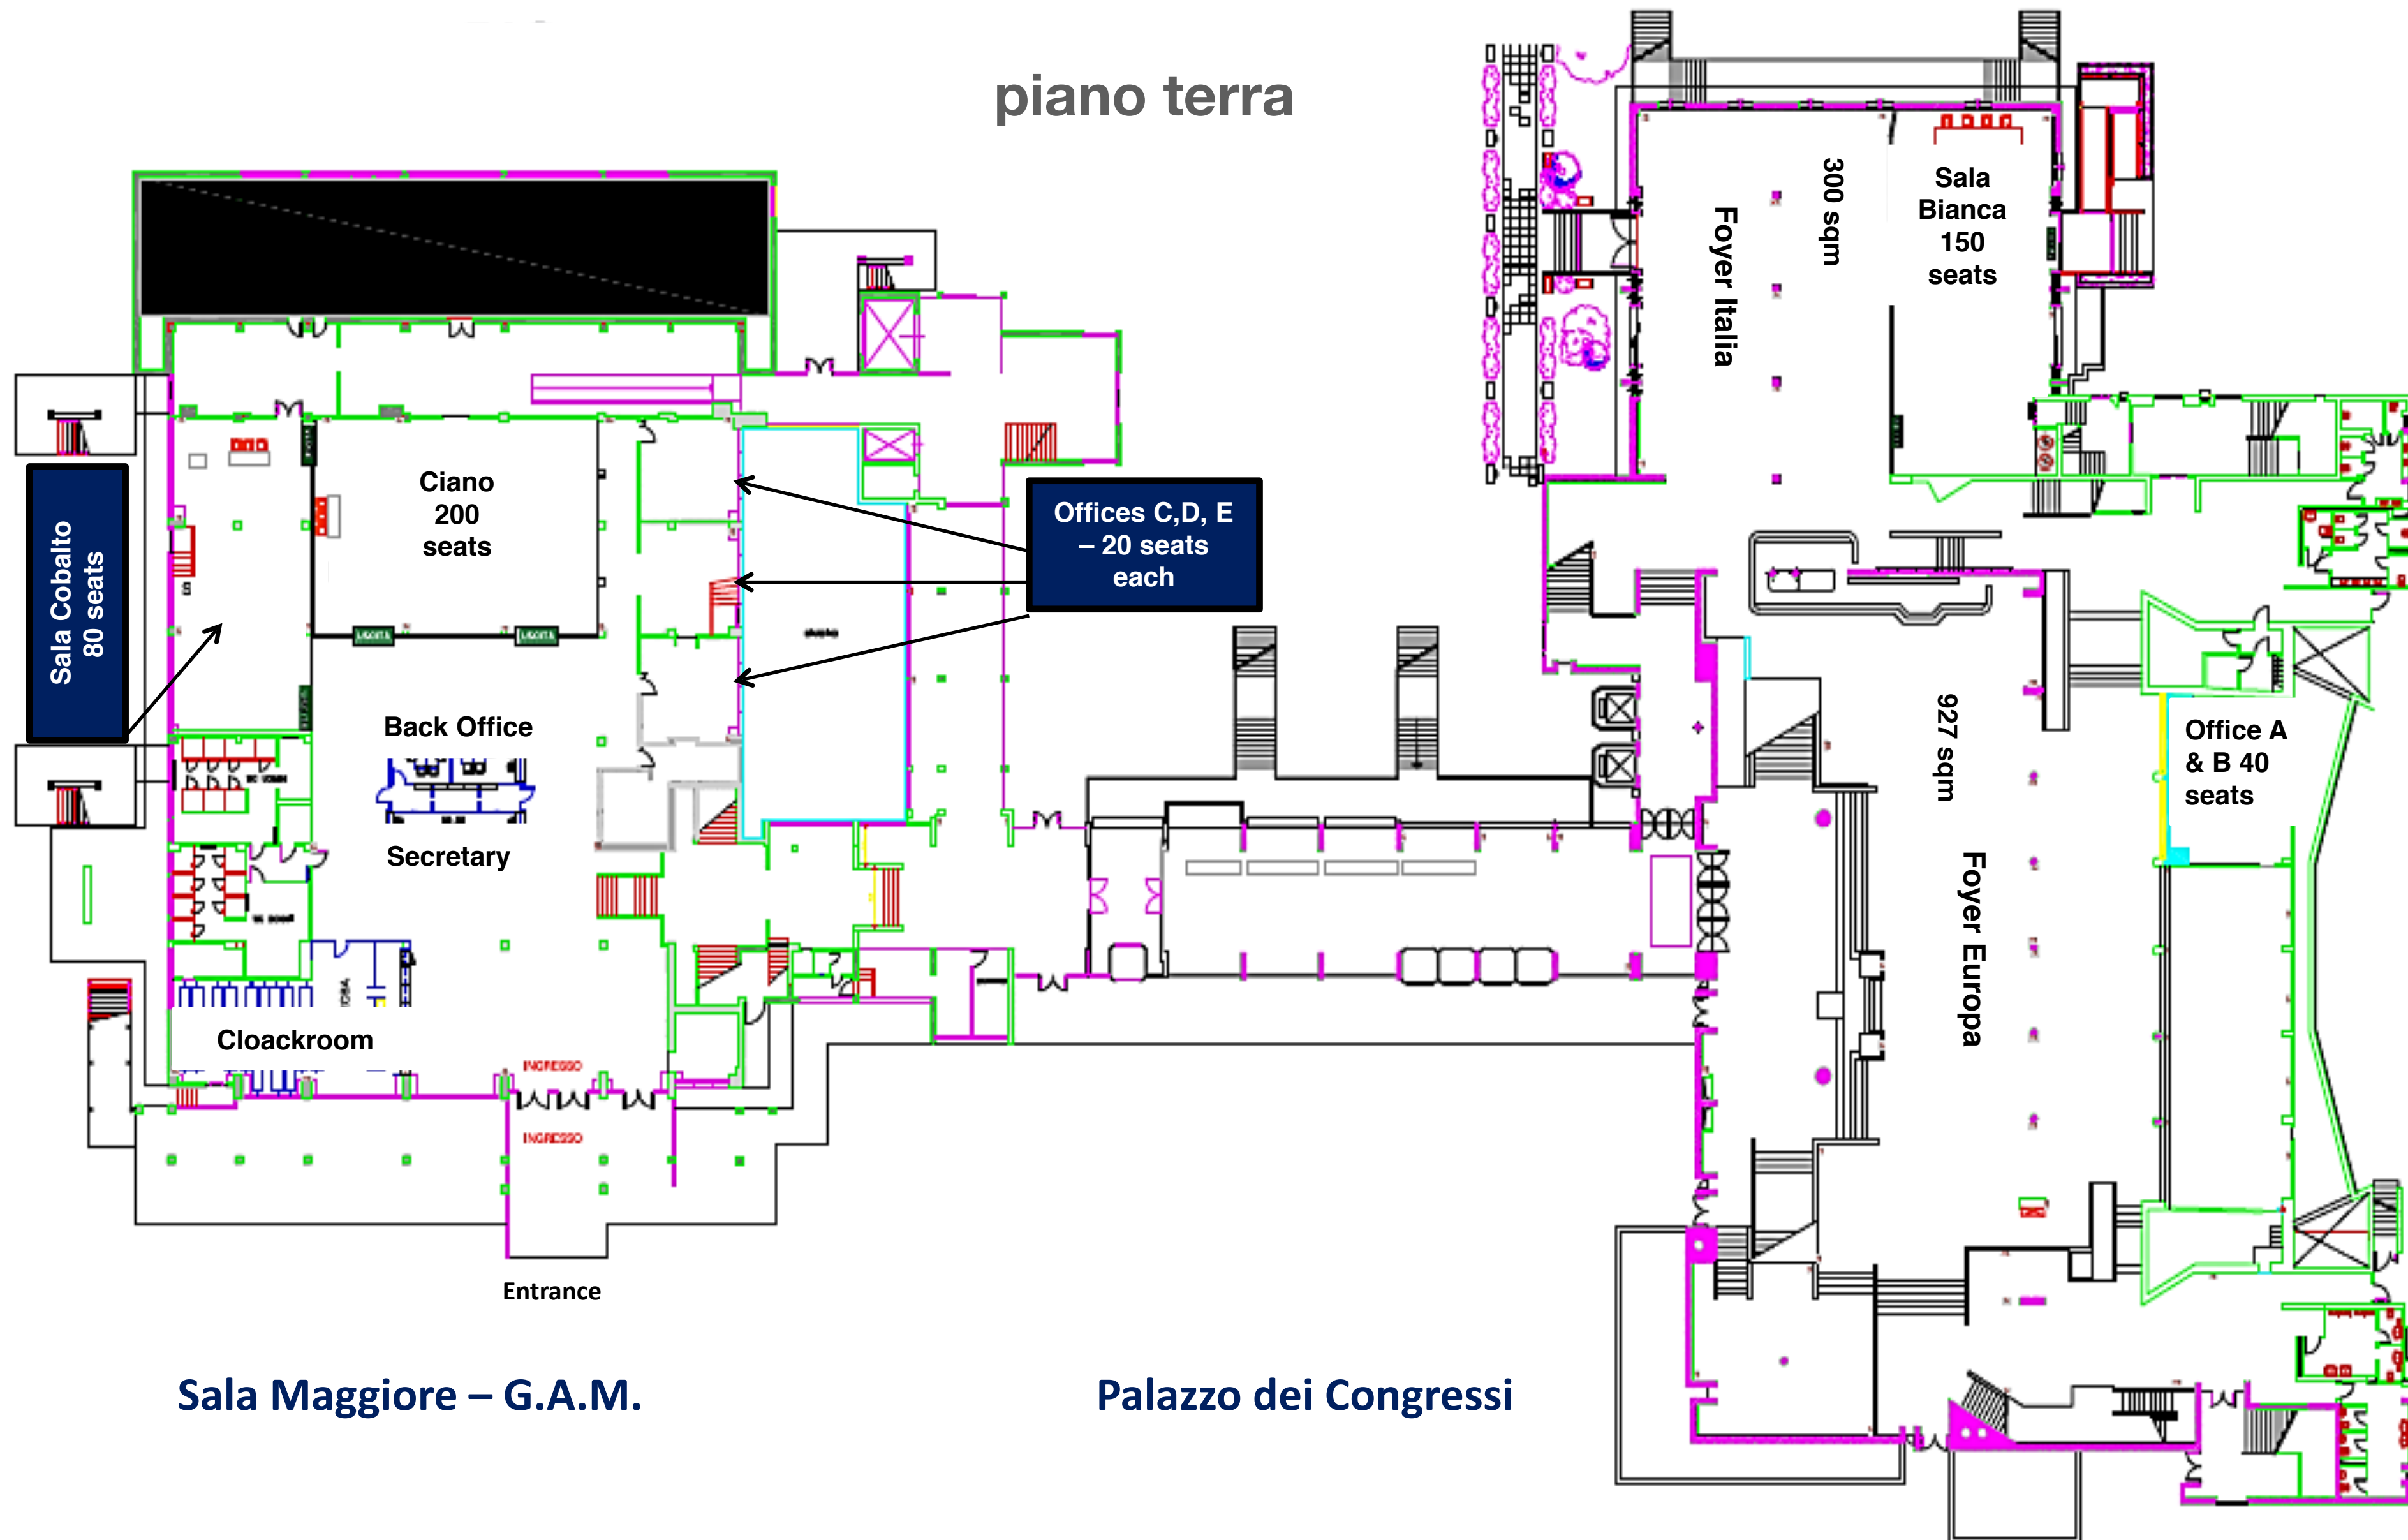 piano terra
Sala
Bianca
150
seats
300 sqm
Foyer Italia
Ciano
200
seats
Sala Cobalto
80 seats
Offices C,D, E
– 20 seats
each
USCITA
USCITA
Back Office
Secretary
927 sqm
Office A
& B 40
seats
Foyer Europa
Cloackroom
INGRESSO
INGRESSO
Entrance
Sala Maggiore – G.A.M.
Palazzo dei Congressi